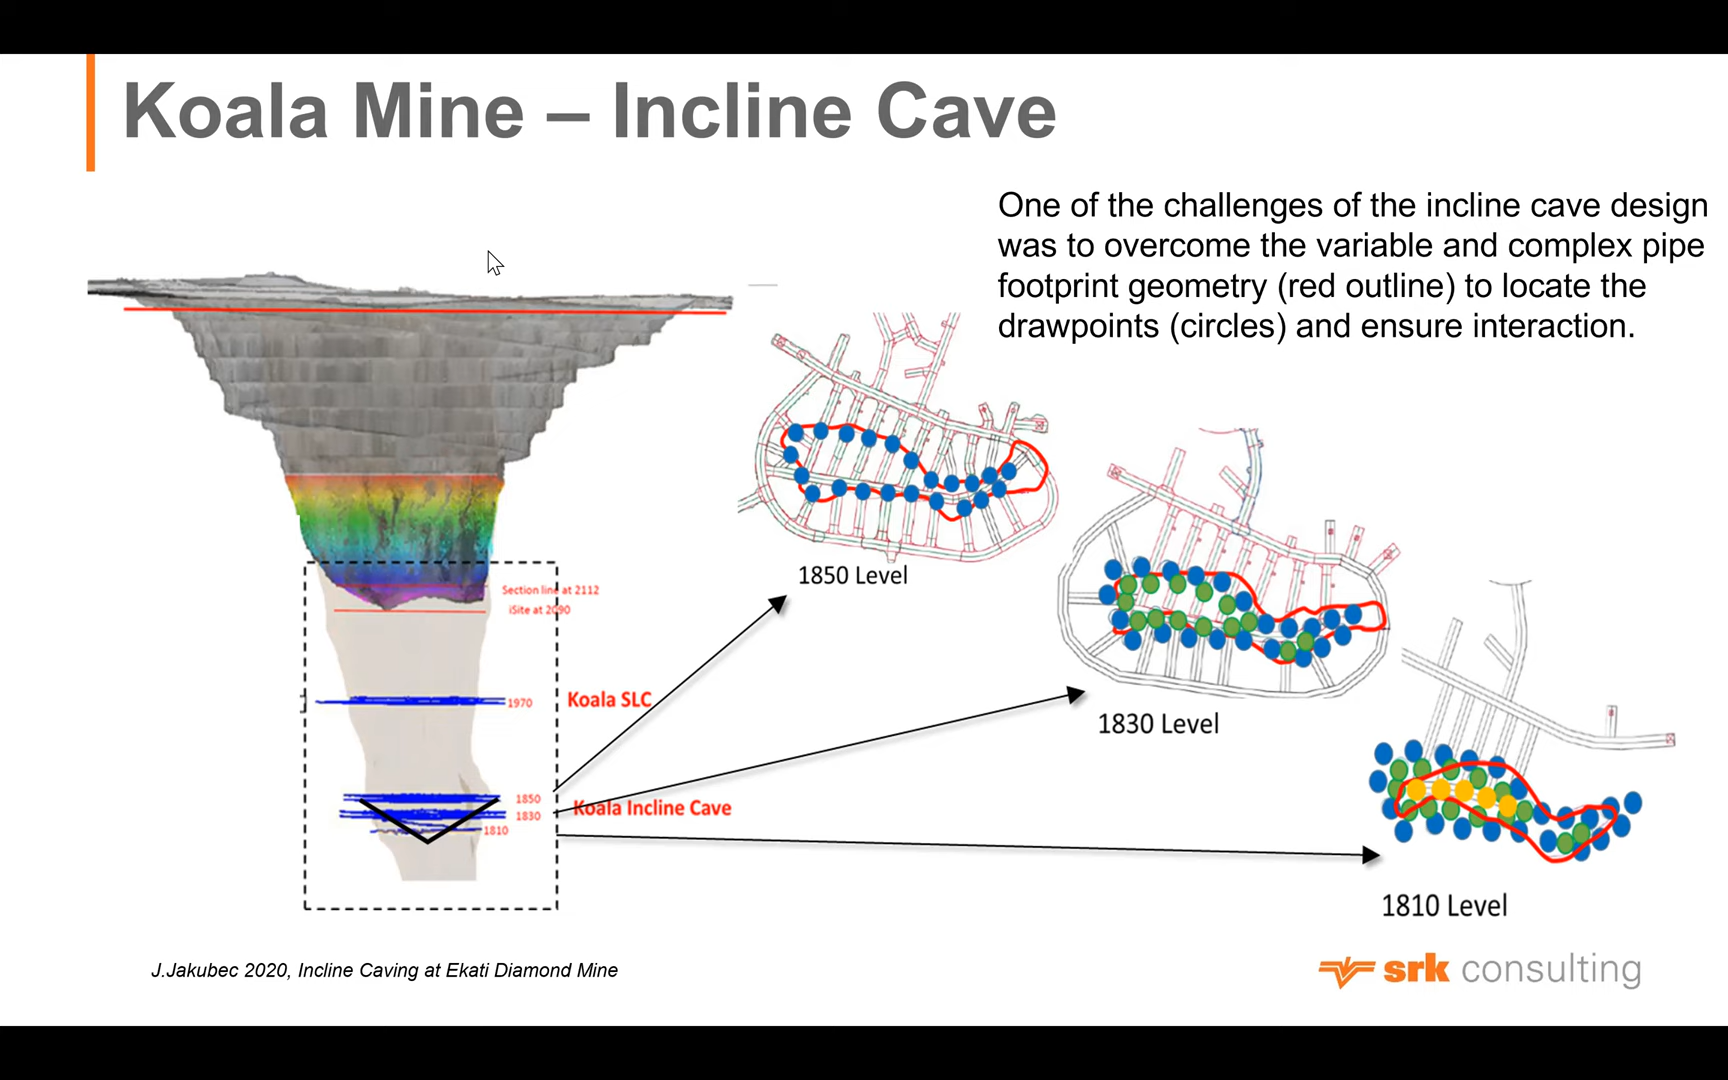 Koala Mine – Incline Cave
One of the challenges of the incline cave design
was to overcome the variable and complex pipe
footprint geometry (red outline) to locate the
drawpoints (circles) and ensure interaction.
1850 Level
Section line at 2112
iSite at 2090
1970
Koala SLC
1830 Level
1850
1830
1810
Koala Incline Cave
1810 Level
J.Jakubec 2020, Incline Caving at Ekati Diamond Mine
srk consulting